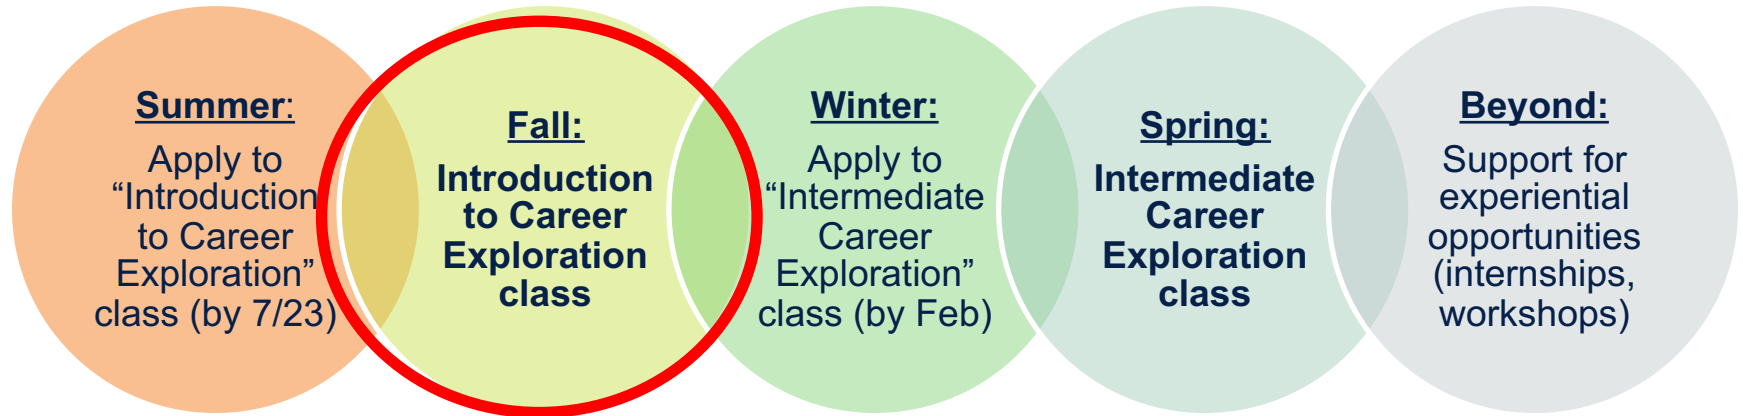 Summer:
Apply to
“Introduction
to Career
Exploration”
class (by 7/23)
Fall:
Introduction
to Career
Exploration
class
Winter:
Apply to
“Intermediate
Career
Exploration”
class (by Feb)
Spring:
Intermediate
Career
Exploration
class
Beyond:
Support for
experiential
opportunities
(internships,
workshops)